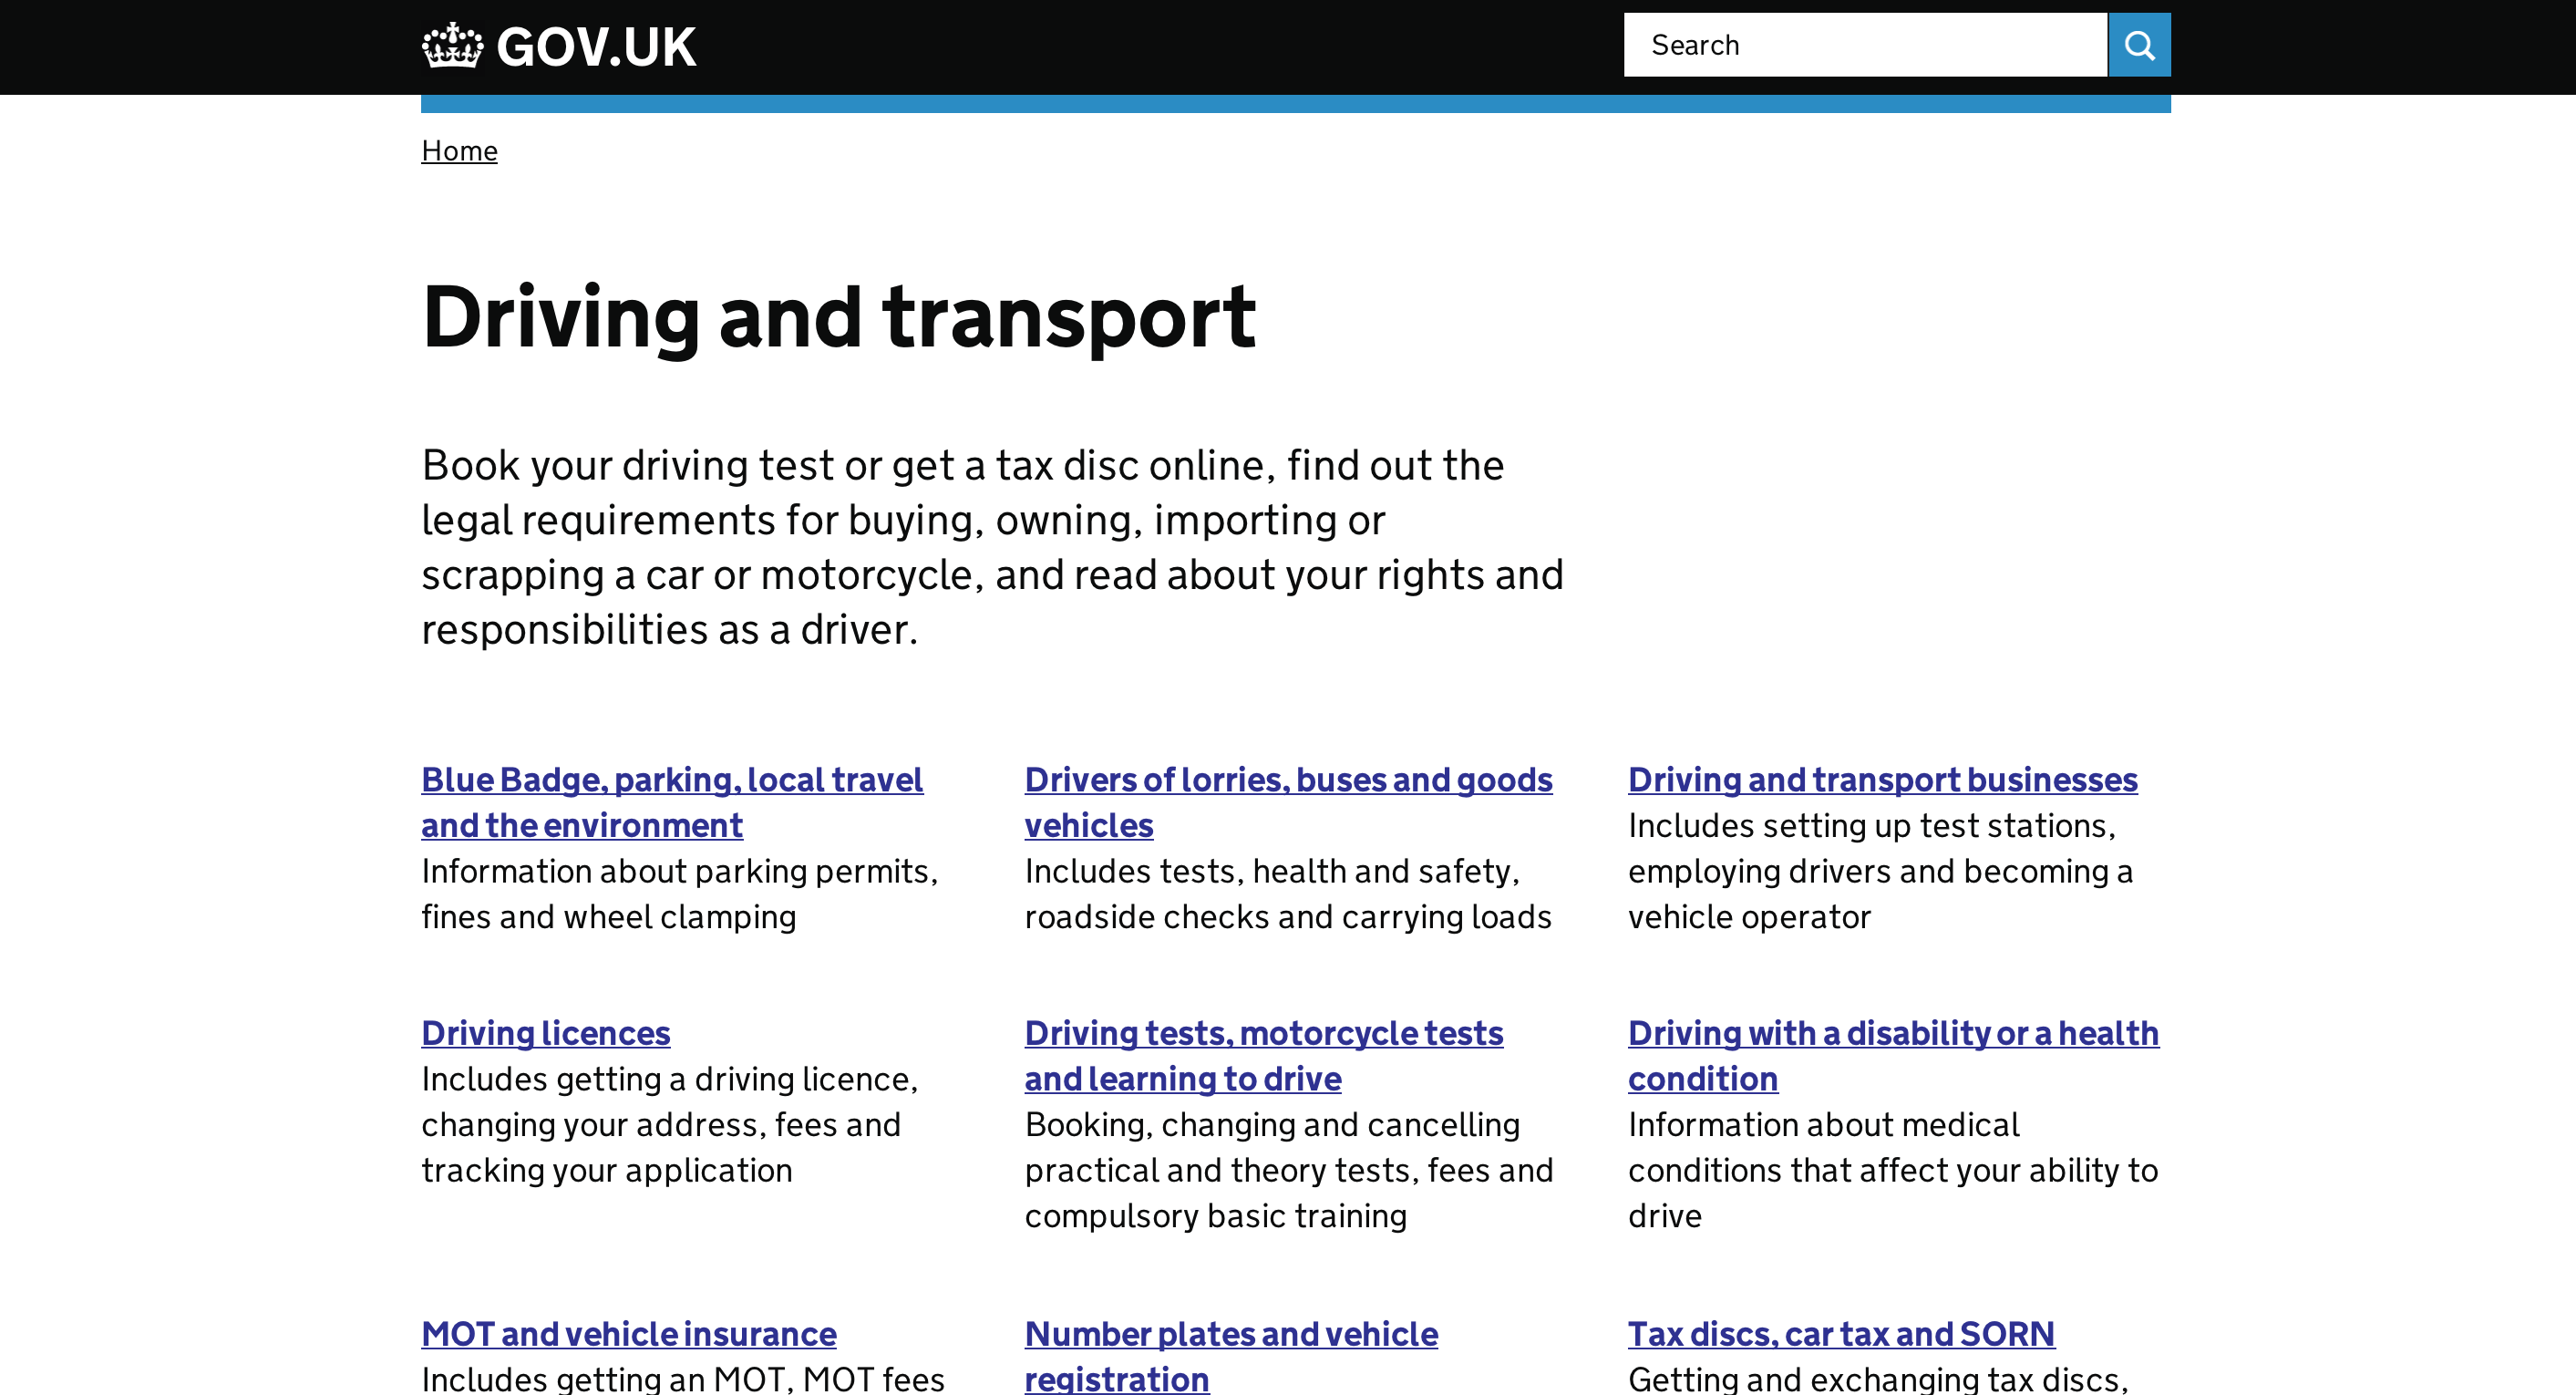 GOV.UK
Search
Home
Driving and transport
Book your driving test or get a tax disc online, find out the
legal requirements for buying, owning, importing or
scrapping a car or motorcycle, and read about your rights and
responsibilities as a driver.
Blue Badge, parking, local travel
and the environment
Information about parking permits,
fines and wheel clamping
Drivers of lorries, buses and goods
vehicles
Includes tests, health and safety,
roadside checks and carrying loads
Driving and transport businesses
Includes setting up test stations,
employing drivers and becoming a
vehicle operator
Driving licences
Includes getting a driving licence,
changing your address, fees and
tracking your application
Driving tests, motorcycle tests
and learning to drive
Booking, changing and cancelling
practical and theory tests, fees and
compulsory basic training
Driving with a disability or a health
condition
Information about medical
conditions that affect your ability to
drive
MOT and vehicle insurance
Includes getting an MOT, MOT fees
Number plates and vehicle
registration
Tax discs, car tax and SORN
Getting and exchanging tax discs,